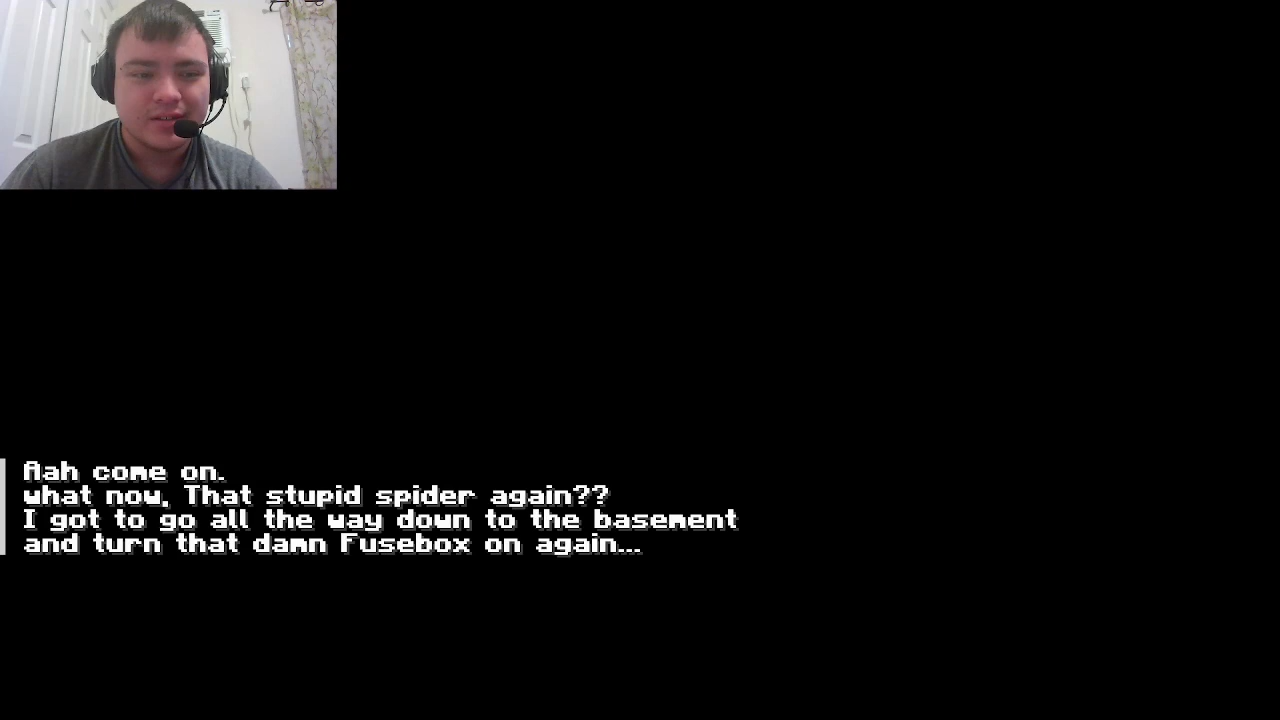 Aah come on.
what now, That stupid spider again??
I got to go all the way down to the basement
and turn that damn Fusebox on again...